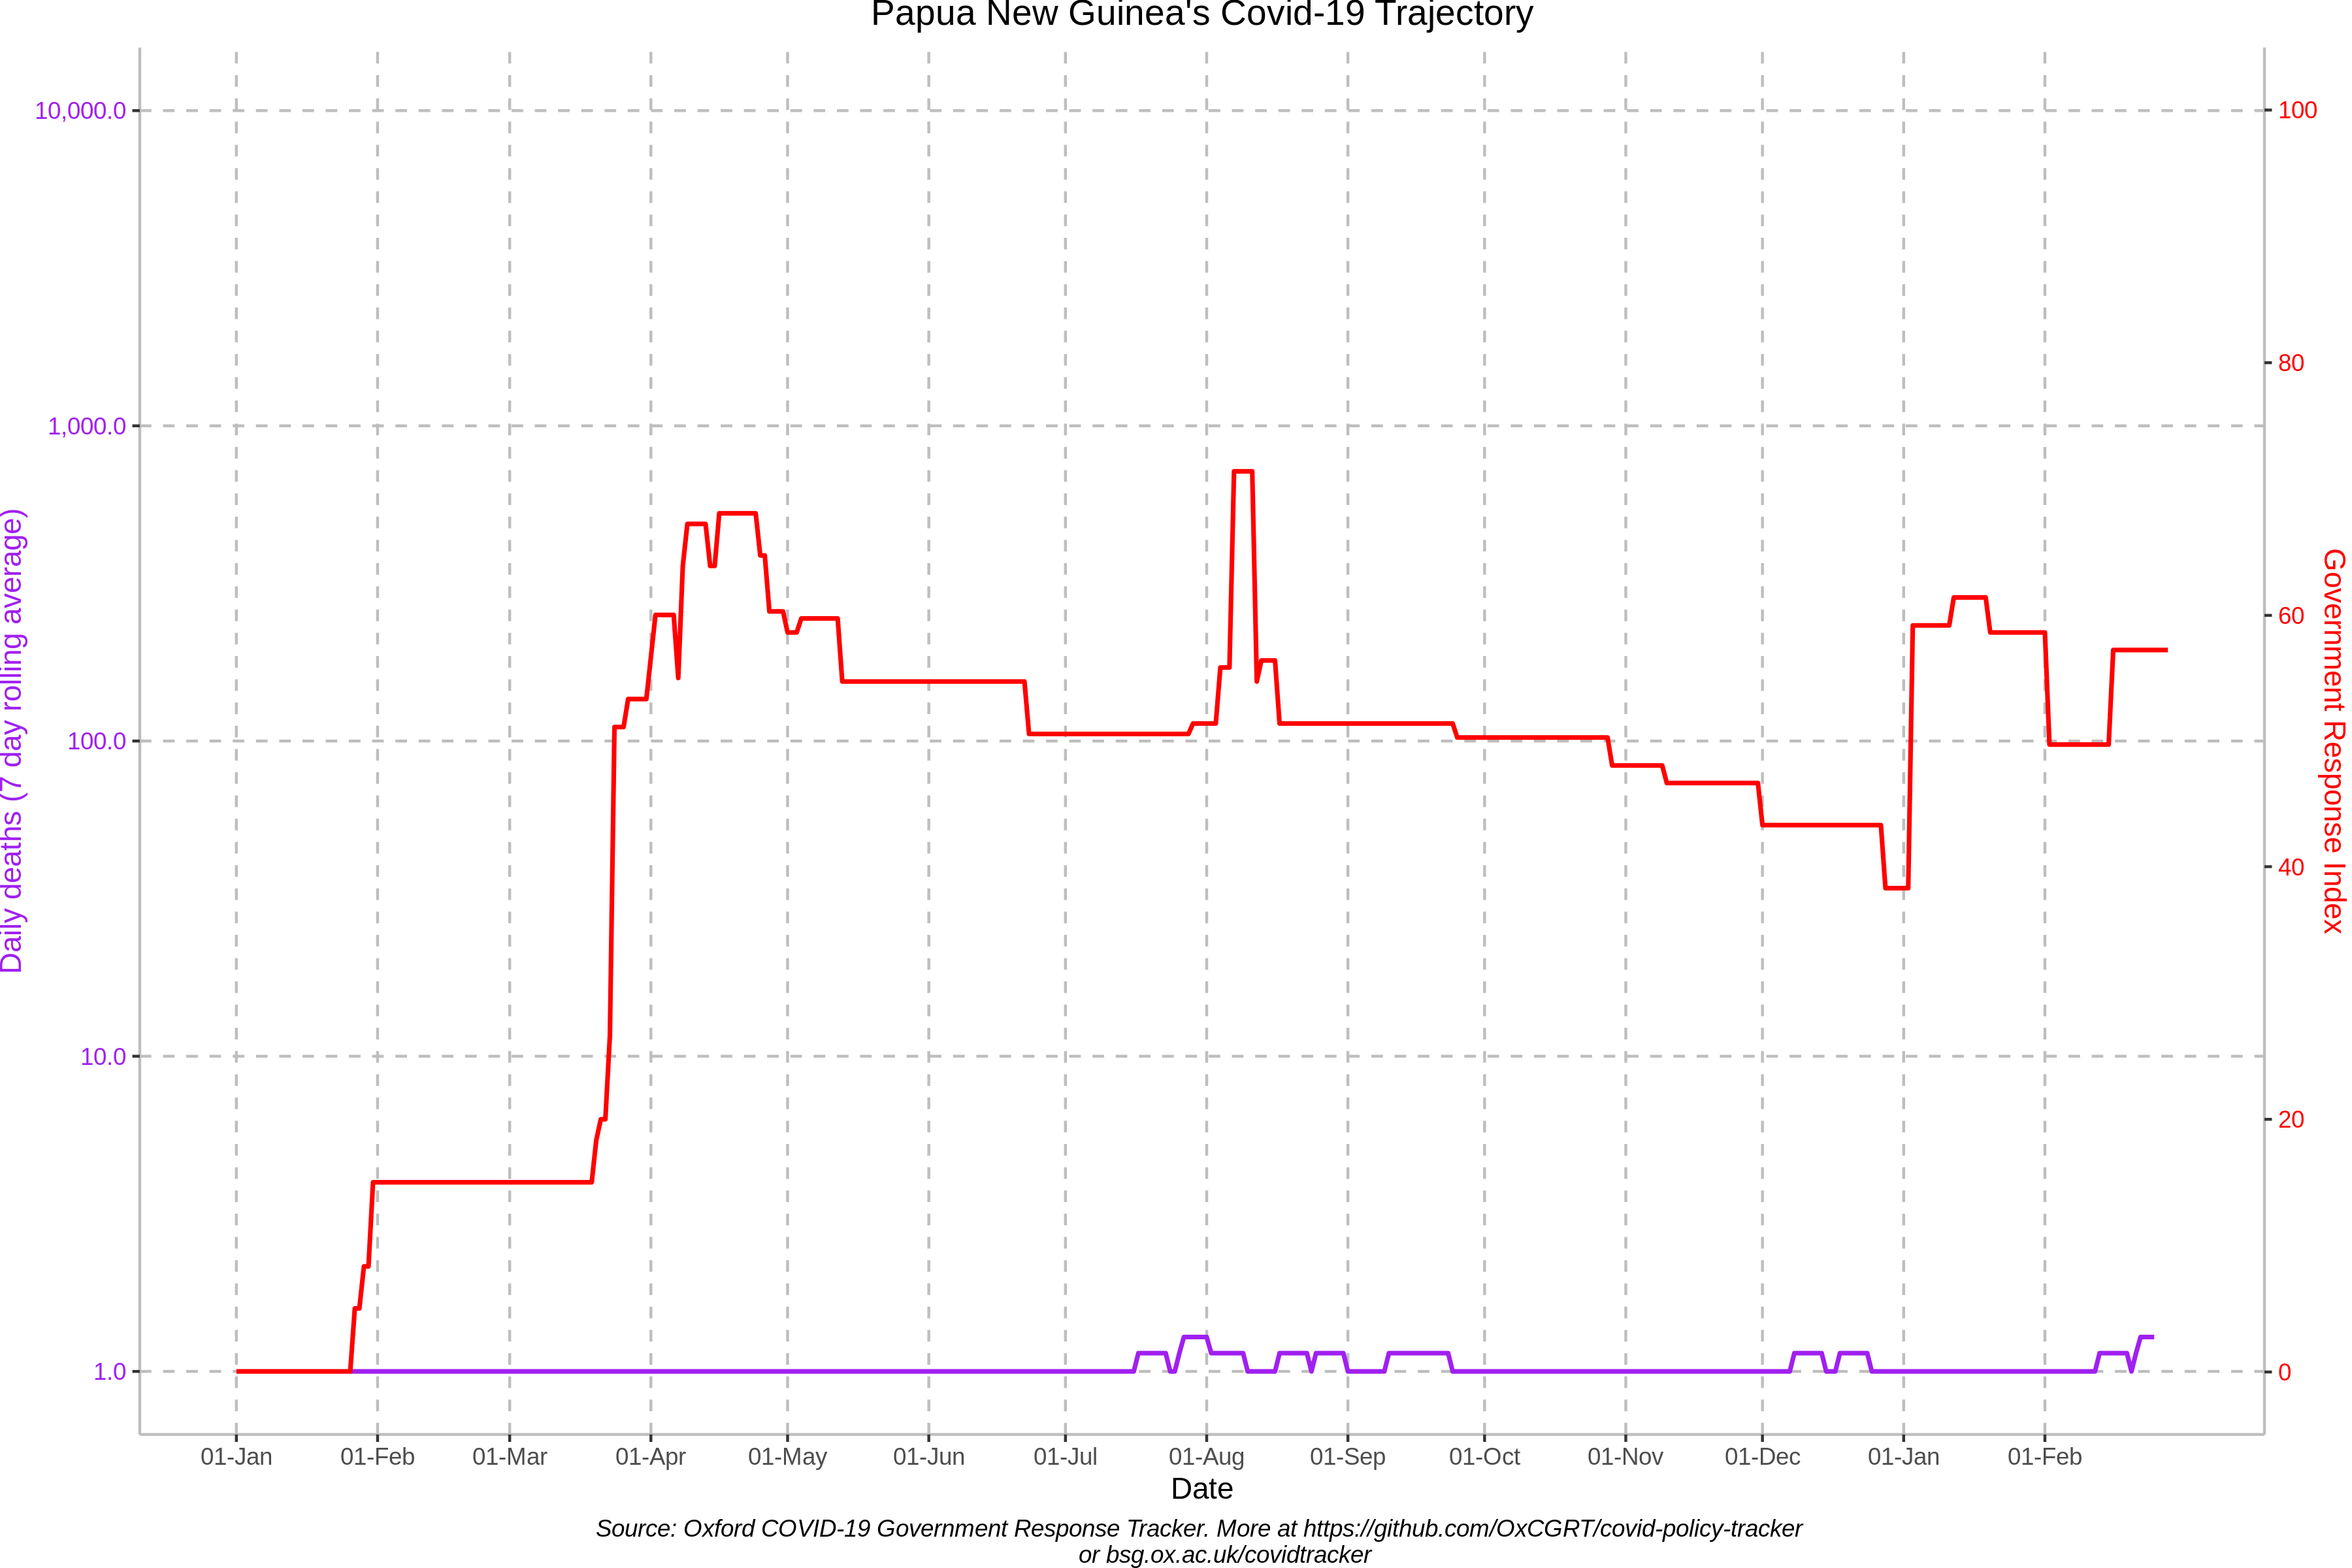 Papua New Guinea's Covid-19 Trajectory
10,000.0
1,000.0
100.0
10.0
1.0
Daily deaths (7 day rolling average)
100
80
60
40
20
0
Government Response Index
01-Jan 01-Feb 01-Mar 01-Apr 01-May 01-Jun 01-Jul 01-Aug 01-Sep 01-Oct 01-Nov 01-Dec 01-Jan 01-Feb
Date
Source: Oxford COVID-19 Government Response Tracker. More at https://github.com/OxCGRT/covid-policy-tracker
or bsg.ox.ac.uk/covidtracker